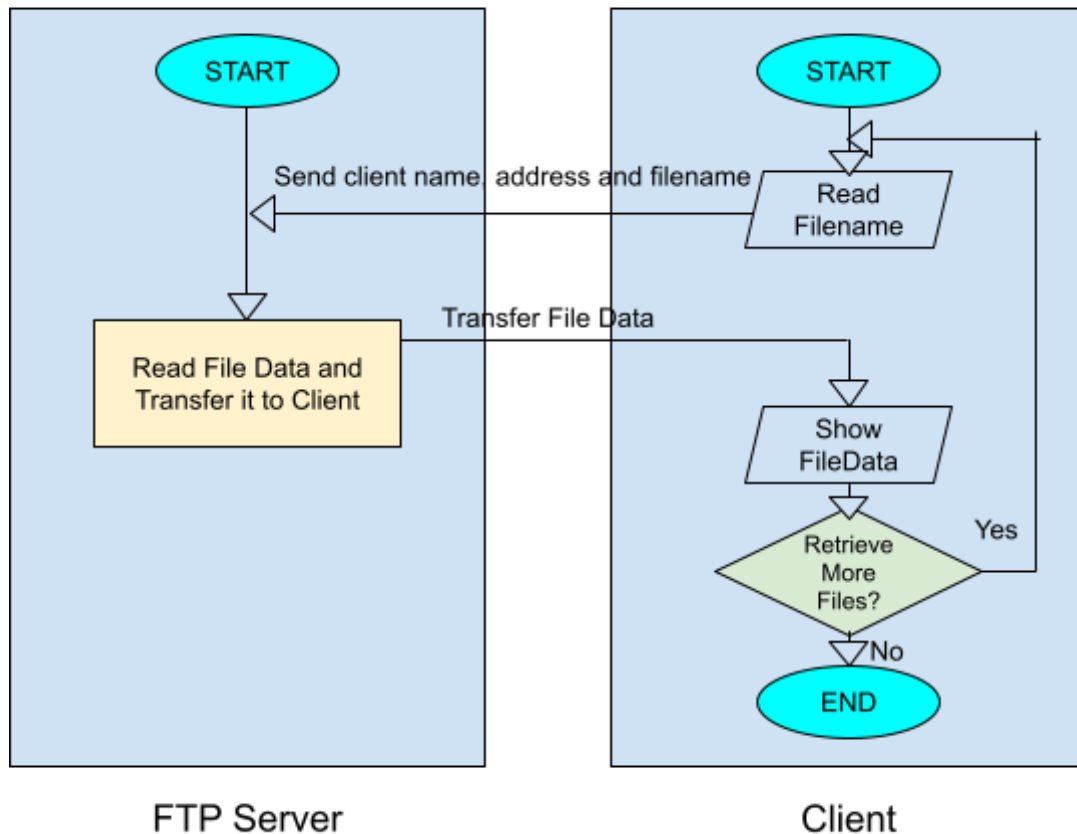 START
START
Send client name, address and filename
Read
Filename
Transfer File Data
Read File Data and
Transfer it to Client
Show
FileData
Yes
Retrieve
More
Files?
No
END
FTP Server
Client